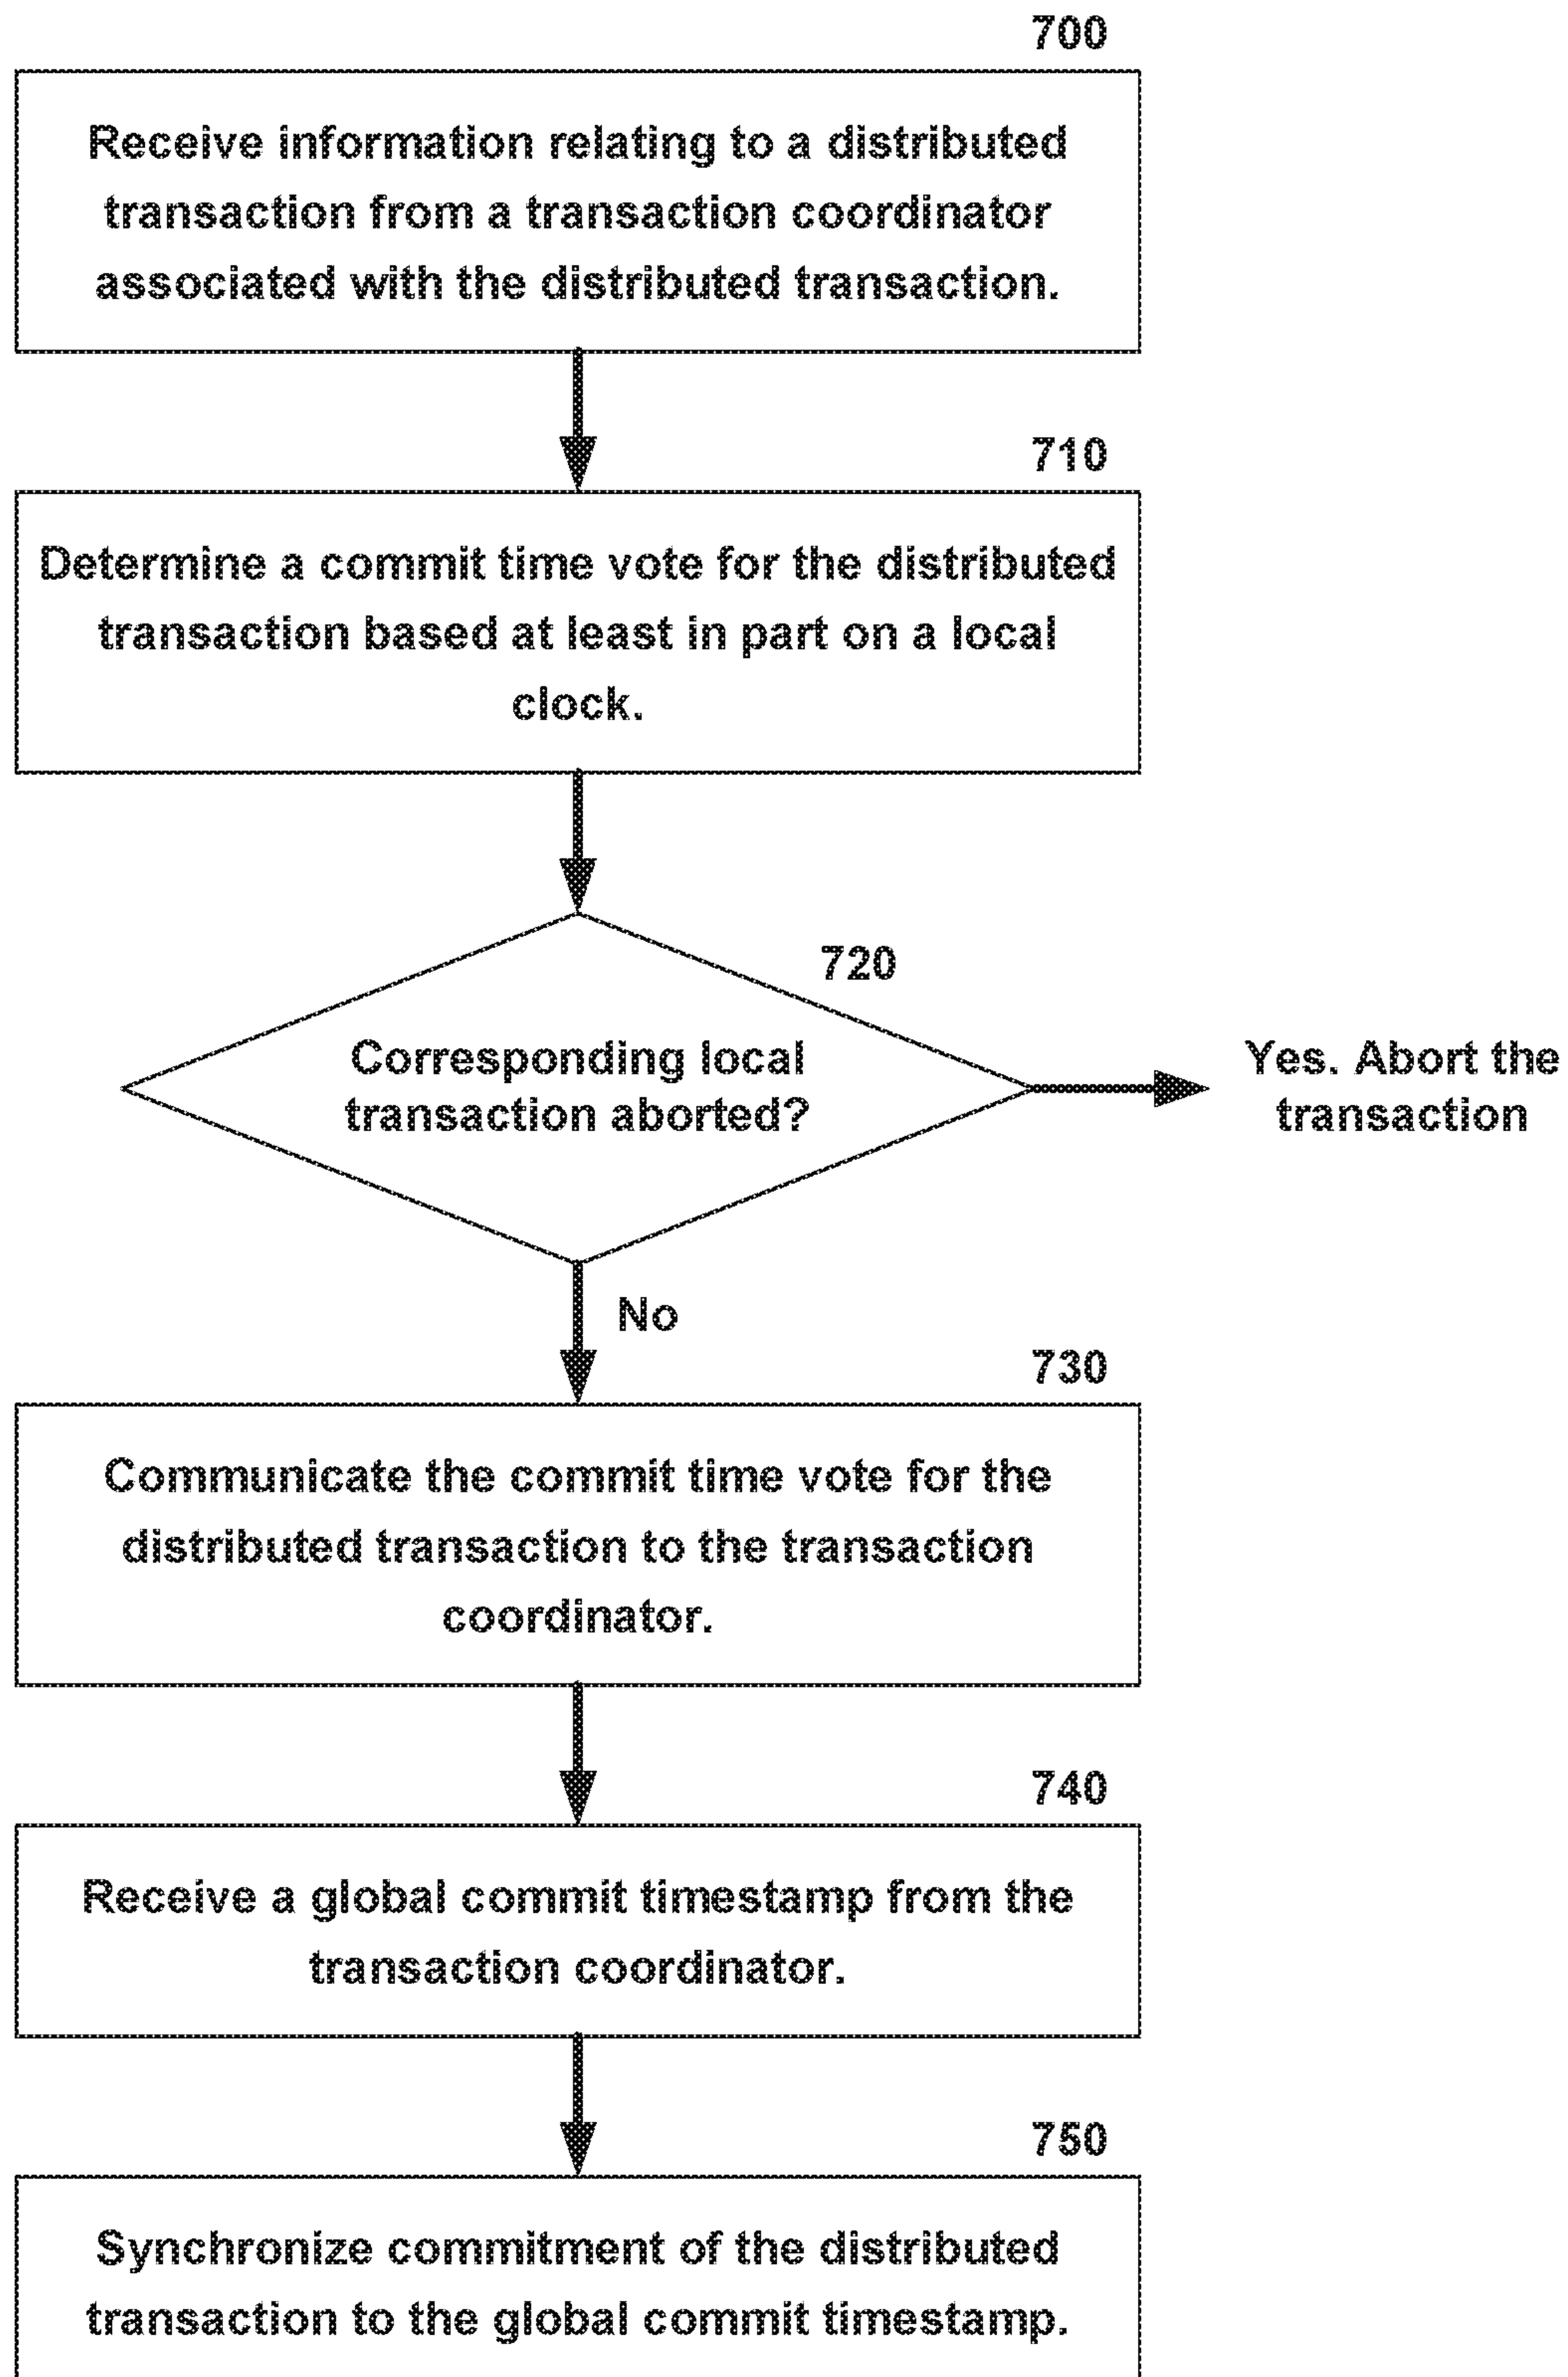 700
Receive information relating to a distributed
transaction from a transaction coordinator
associated with the distributed transaction.
710
Determine a commit time vote for the distributed
transaction based at least in part on a local
clock.
720
Corresponding local
transaction aborted?
Yes. Abort the
transaction
No
730
Communicate the commit time vote for the
distributed transaction to the transaction
coordinator.
740
Receive a global commit timestamp from the
transaction coordinator.
750
Synchronize commitment of the distributed
transaction to the global commit timestamp.